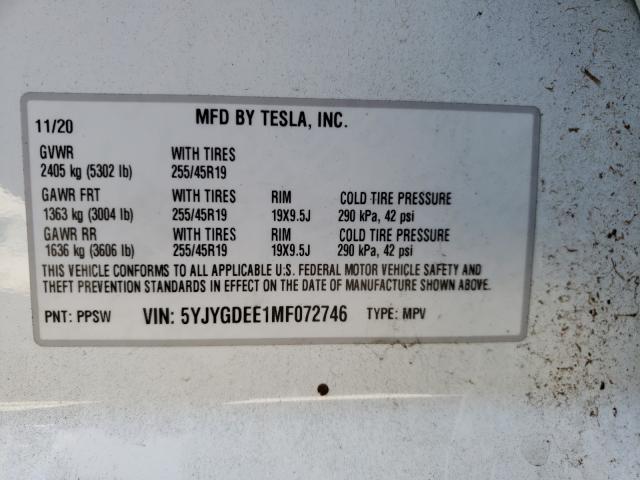 11/20 MFD BY TESLA, INC.
GVWR WITH TIRES
2405 kg (5302 lb) 255/45R19
GAWR FRT WITH TIRES RIM COLD TIRE PRESSURE
1363 kg (3004 lb) 255/45R19 19X9.5J 290 kPa, 42 psi
GAWR RR WITH TIRES RIM COLD TIRE PRESSURE
1636 kg (3606 lb) 255/45R19 19X9.5J 290 kPa, 42 psi
THIS VEHICLE CONFORMS TO ALL APPLICABLE U.S. FEDERAL MOTOR VEHICLE SAFETY AND
THEFT PREVENTION STANDARDS IN EFFECT ON THE DATE OF MANUFACTURE SHOWN ABOVE.
PNT: PPSW VIN: 5YJYGDEE1MF072746 TYPE: MPV